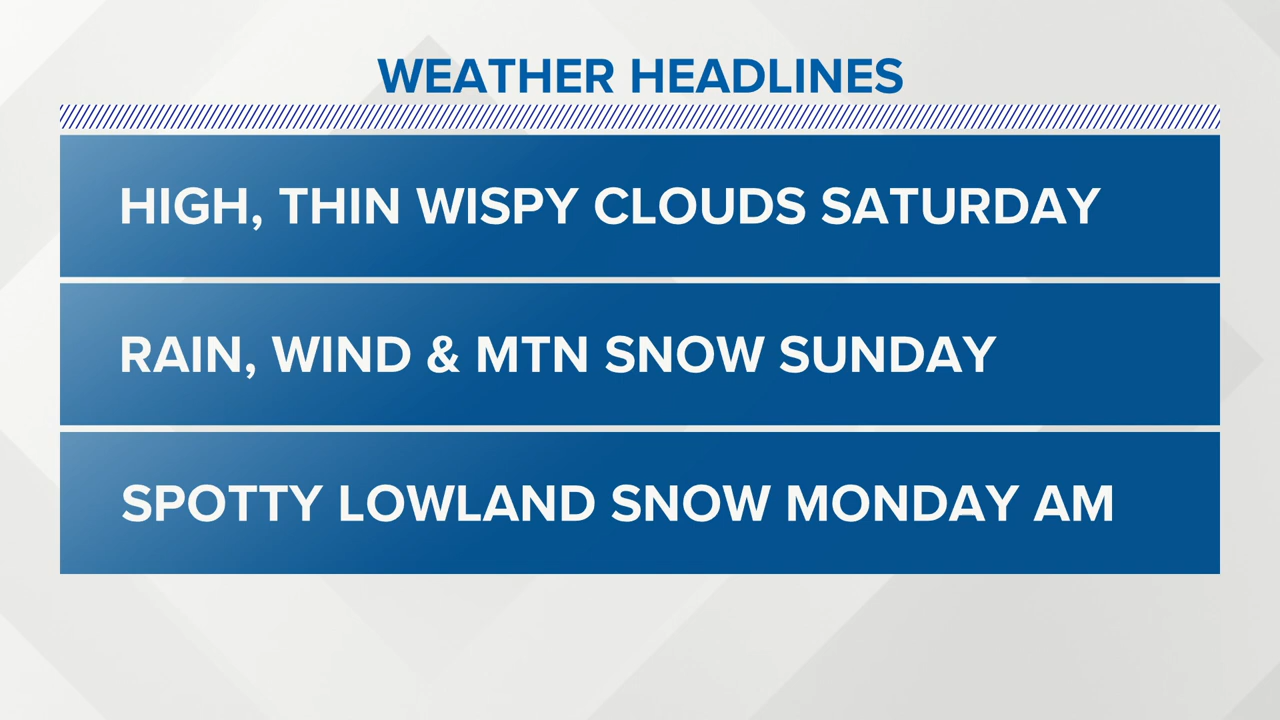 WEATHER HEADLINES
HIGH, THIN WISPY CLOUDS SATURDAY
RAIN, WIND & MTN SNOW SUNDAY
SPOTTY LOWLAND SNOW MONDAY AM